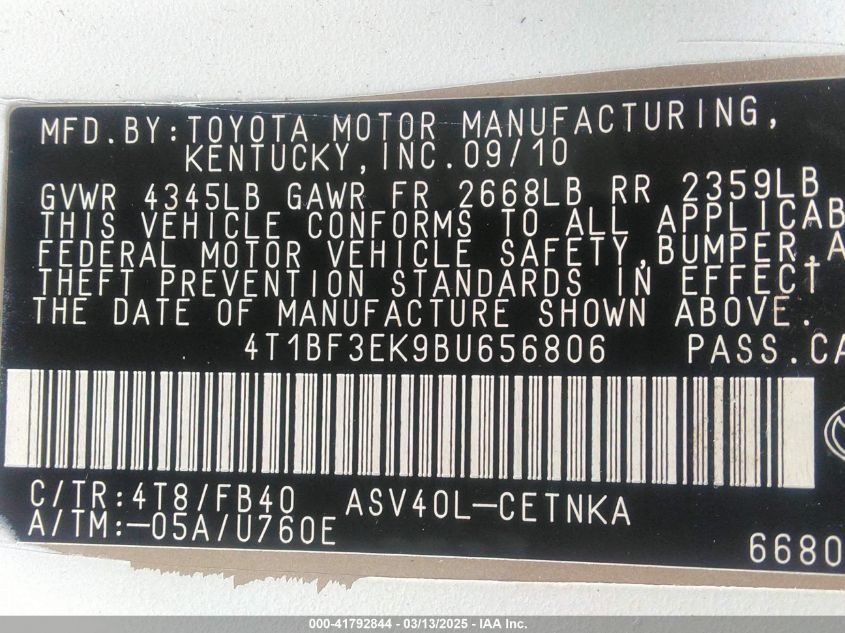 MFD.BY:TOYOTA MOTOR MANUFACTURING,
KENTUCKY,INC.09/10
GVWR 4345LB GAWR FR 2668LB RR 2359LB
THIS VEHICLE CONFORMS TO ALL APPLICAB
FEDERAL MOTOR VEHICLE SAFETY,BUMPER,A
THEFT PREVENTION STANDARDS IN EFFECT
THE DATE OF MANUFACTURE SHOWN ABOVE.
4T1BF3EK9BU656806 PASS.CA
C/TR:4T8/FB40 ASV40L-CETNKA
A/TM:-05A/U760E
6680
000-41792844 / 03/13/2025 - IAA Inc.